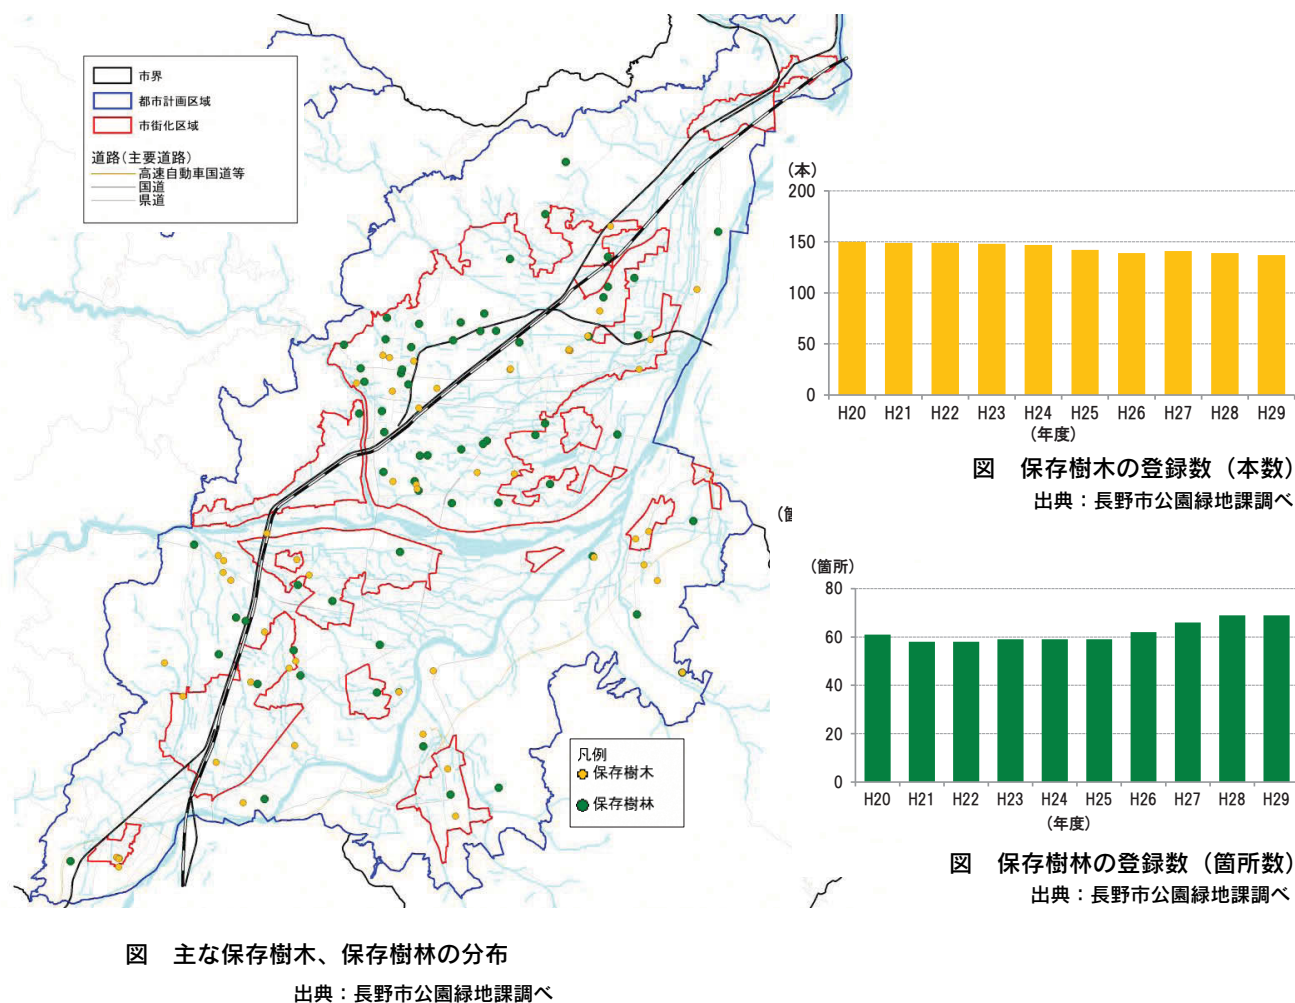 市界
都市計画区域
市街化区域
道路(主要道路)
高速自動車国道等
国道
県道
凡例
保存樹木
保存樹林
図 主な保存樹木、保存樹林の分布
出典：長野市公園緑地課調べ
(本)
200
150
100
50
0
H20 H21 H22 H23 H24 H25 H26 H27 H28 H29
(年度)
図 保存樹木の登録数（本数）
出典：長野市公園緑地課調べ
(箇所)
80
60
40
20
0
H20 H21 H22 H23 H24 H25 H26 H27 H28 H29
(年度)
図 保存樹林の登録数（箇所数）
出典：長野市公園緑地課調べ